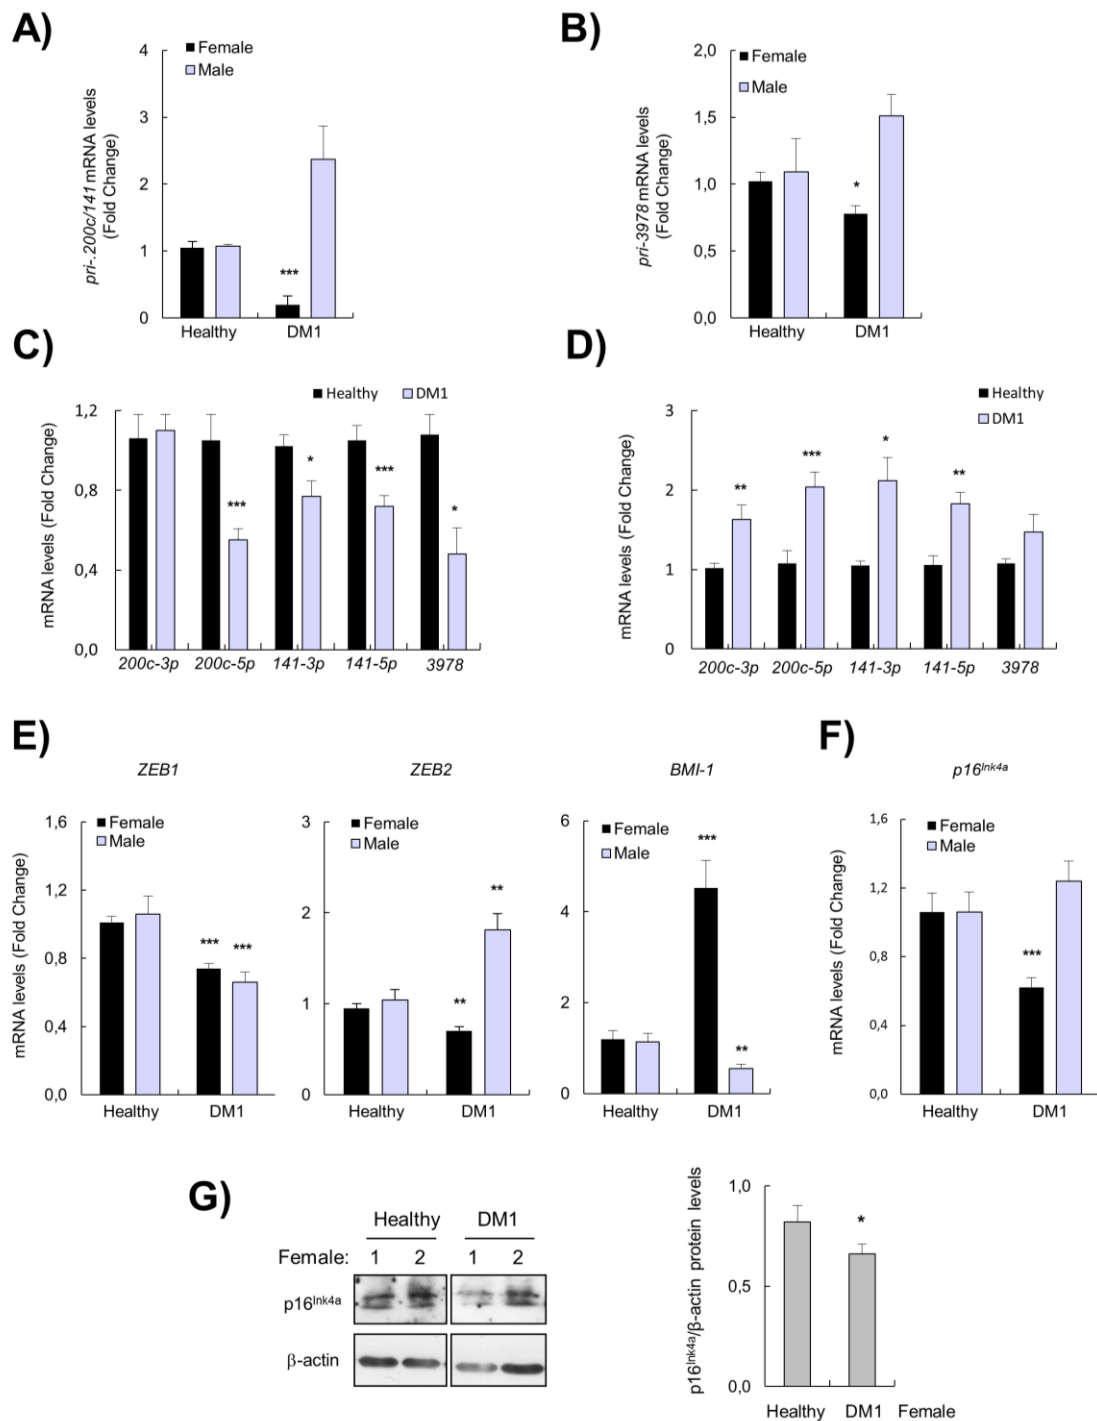 A)
pri-.200c/141 mRNA levels
(Fold Change)
4
3
2
1
0
Female
Male
***
Healthy
DM1
B)
pri-3978 mRNA levels
(Fold Change)
2,0
1,5
1,0
0,5
0,0
Female
Male
*
Healthy
DM1
C)
mRNA levels (Fold Change)
1,2
0,8
0,4
0,0
Healthy
DM1
***
*
***
*
200c-3p
200c-5p
141-3p
141-5p
3978
D)
mRNA levels (Fold Change)
3
2
1
0
Healthy
DM1
**
***
*
**
200c-3p
200c-5p
141-3p
141-5p
3978
E)
ZEB1
mRNA levels (Fold Change)
1,6
1,2
0,8
0,4
0,0
Female
Male
***
***
Healthy
DM1
ZEB2
3
2
1
0
Female
Male
**
**
Healthy
DM1
BMI-1
6
4
2
0
Female
Male
***
**
Healthy
DM1
F)
p16Ink4a
mRNA levels (Fold Change)
1,6
1,2
0,8
0,4
0,0
Female
Male
***
Healthy
DM1
G)
Healthy
DM1
Female: 1 2 1 2
p16Ink4a
β-actin
p16Ink4a/β-actin protein levels
1,0
0,5
0,0
*
Healthy DM1 Female